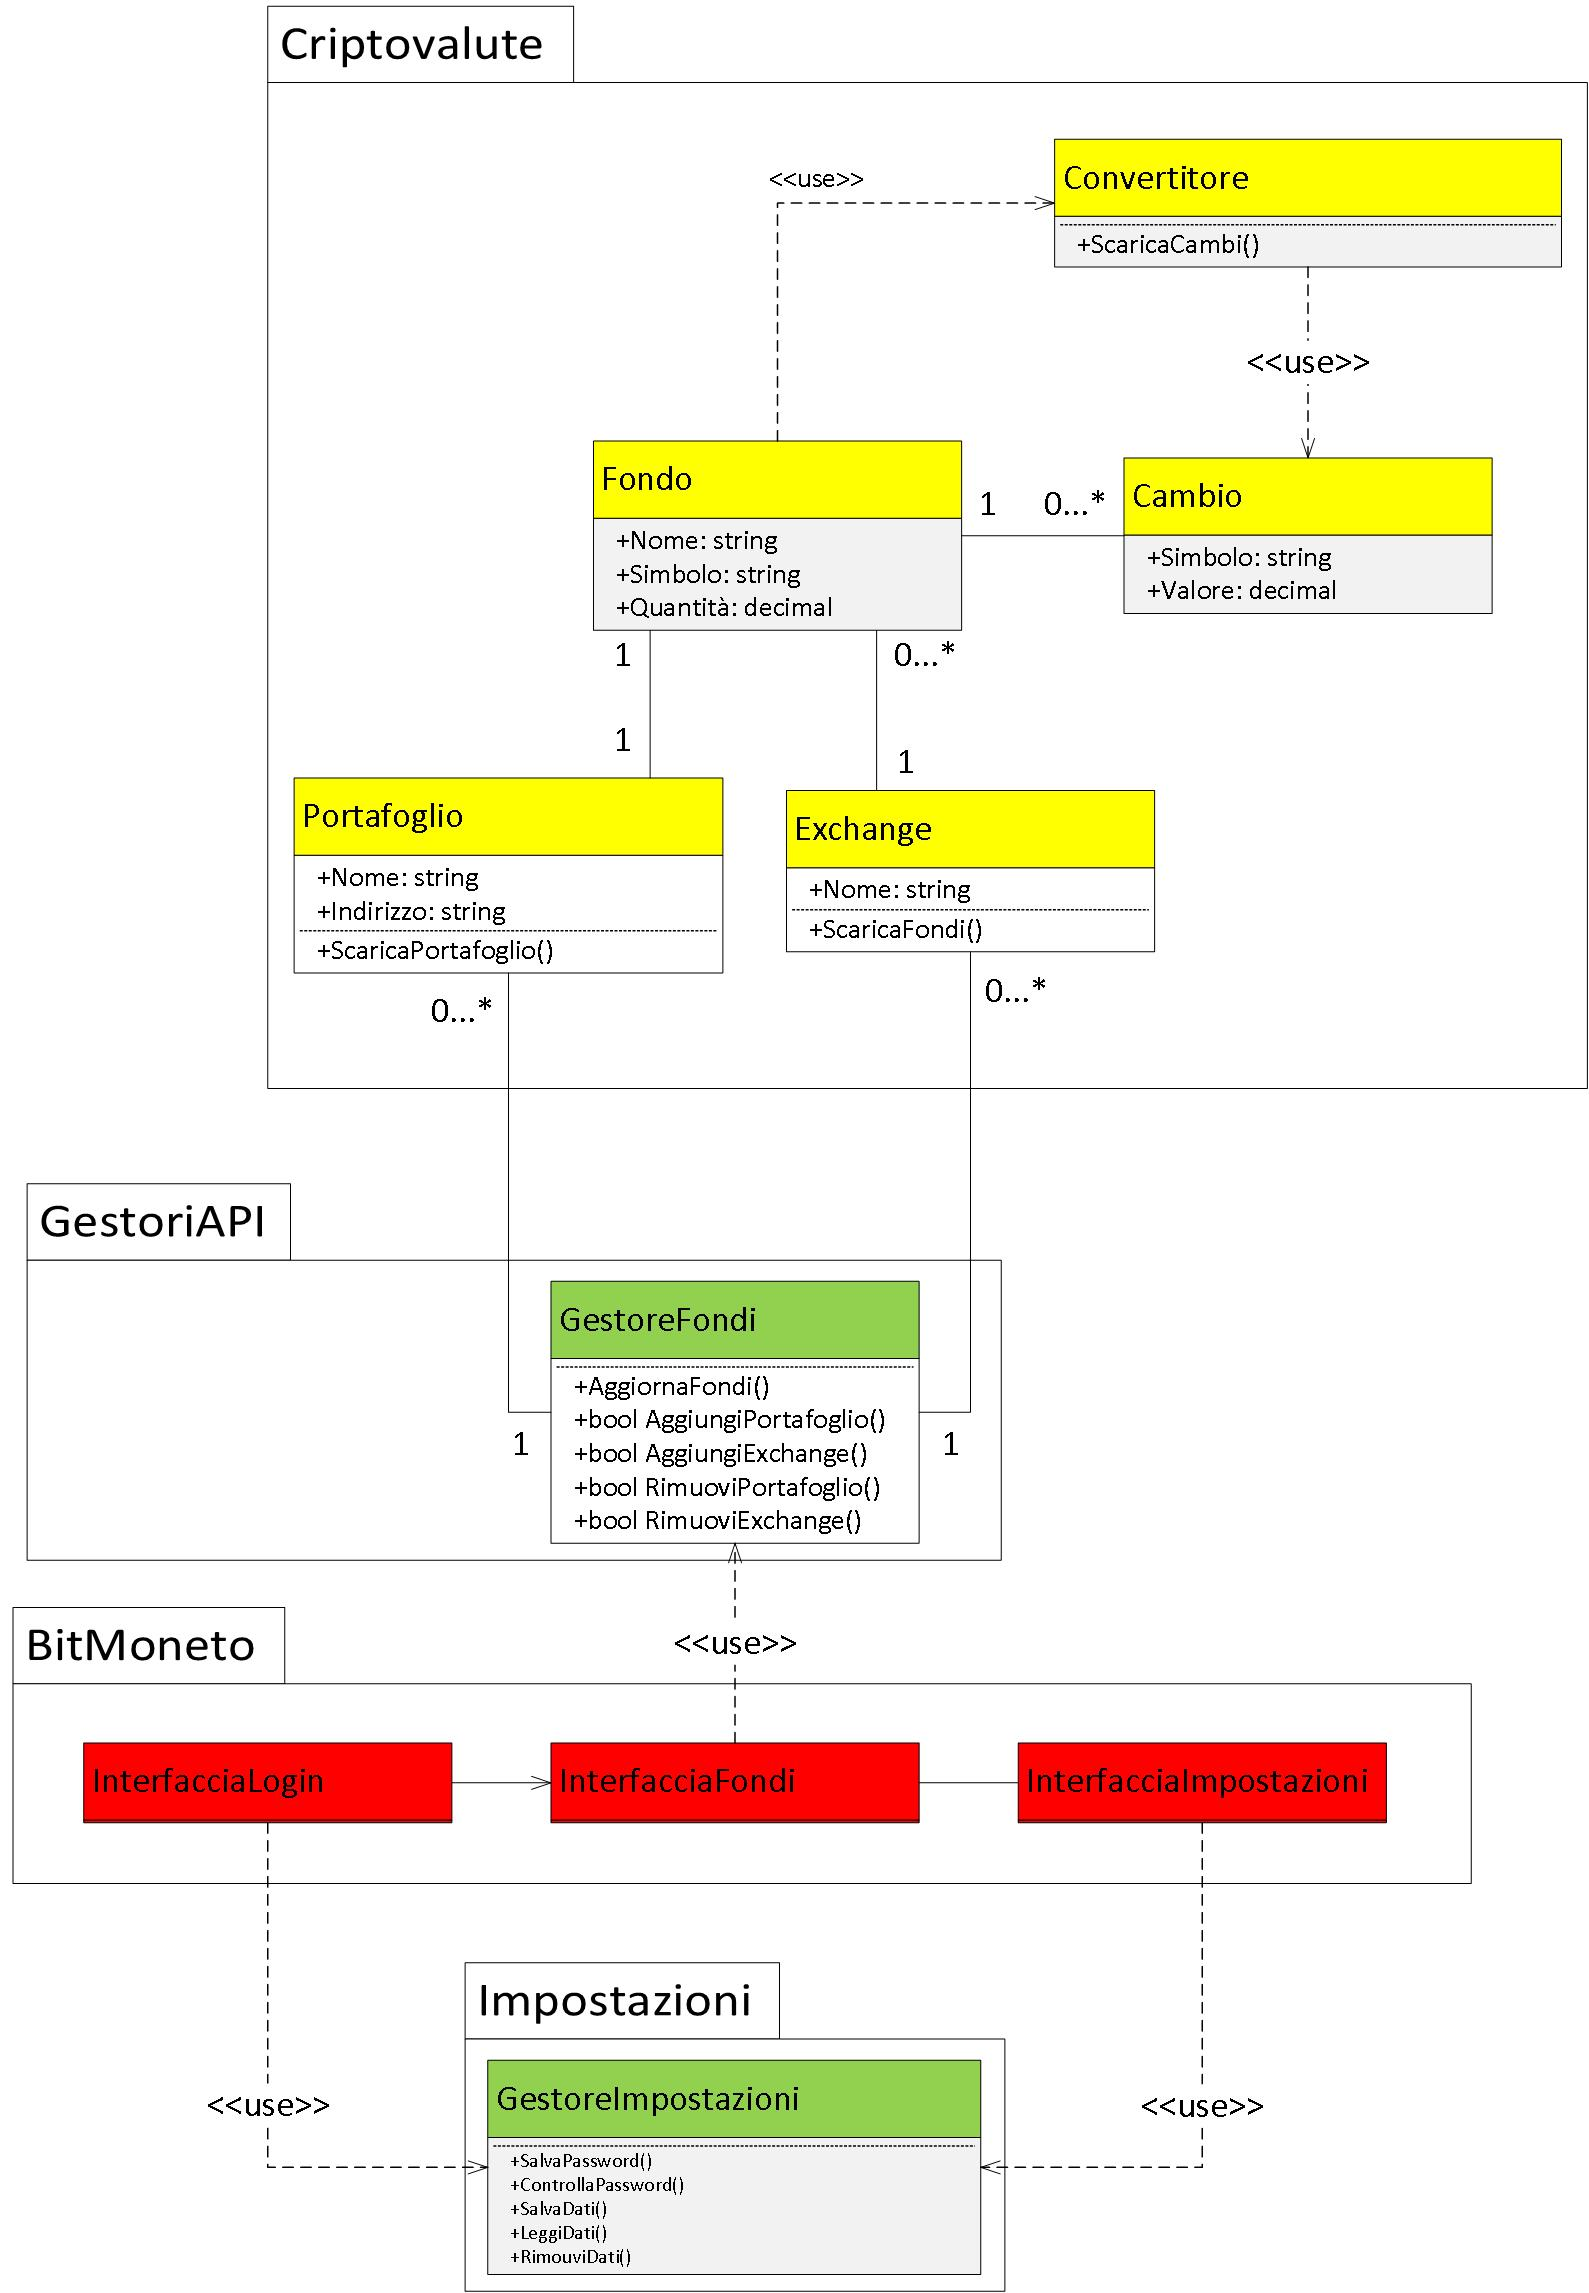 Criptovalute
<<use>>
Convertitore
+ScaricaCambi()
<<use>>
Fondo
+Nome: string
+Simbolo: string
+Quantità: decimal
1
0...*
Cambio
+Simbolo: string
+Valore: decimal
1
0...*
1
1
Portafoglio
+Nome: string
+Indirizzo: string
+ScaricaPortafoglio()
Exchange
+Nome: string
+ScaricaFondi()
0...*
0...*
GestoriAPI
GestoreFondi
+AggiornaFondi()
+bool AggiungiPortafoglio()
+bool AggiungiExchange()
+bool RimuoviPortafoglio()
+bool RimuoviExchange()
1
1
<<use>>
BitMoneto
InterfacciaLogin
InterfacciaFondi
InterfacciaImpostazioni
Impostazioni
<<use>>
<<use>>
GestoreImpostazioni
+SalvaPassword()
+ControllaPassword()
+SalvaDati()
+LeggiDati()
+RimouviDati()